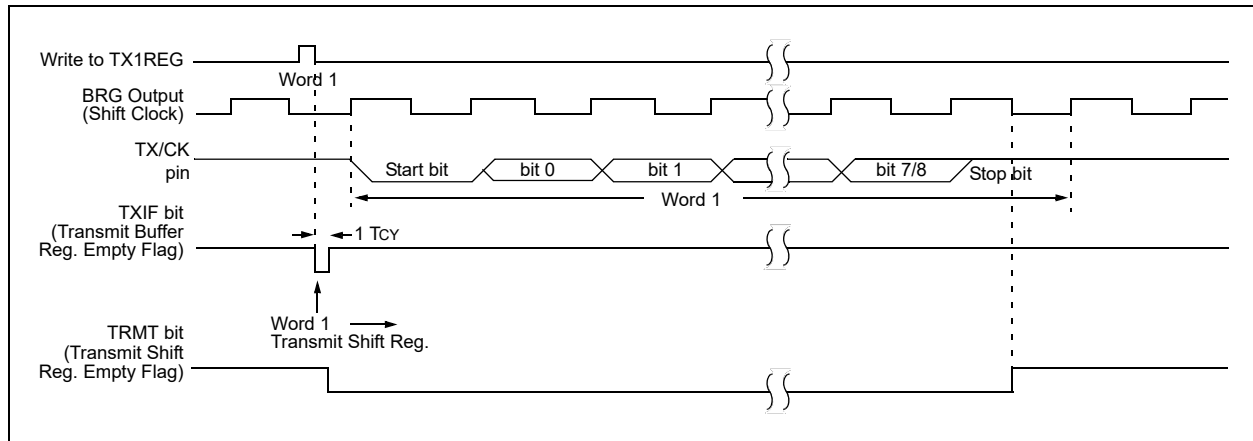 Write to TX1REG
Word 1
BRG Output
(Shift Clock)
TX/CK
pin
Start bit
bit 0
bit 1
bit 7/8
Stop bit
Word 1
TXIF bit
(Transmit Buffer
Reg. Empty Flag)
1 TCY
Word 1
Transmit Shift Reg.
TRMT bit
(Transmit Shift
Reg. Empty Flag)